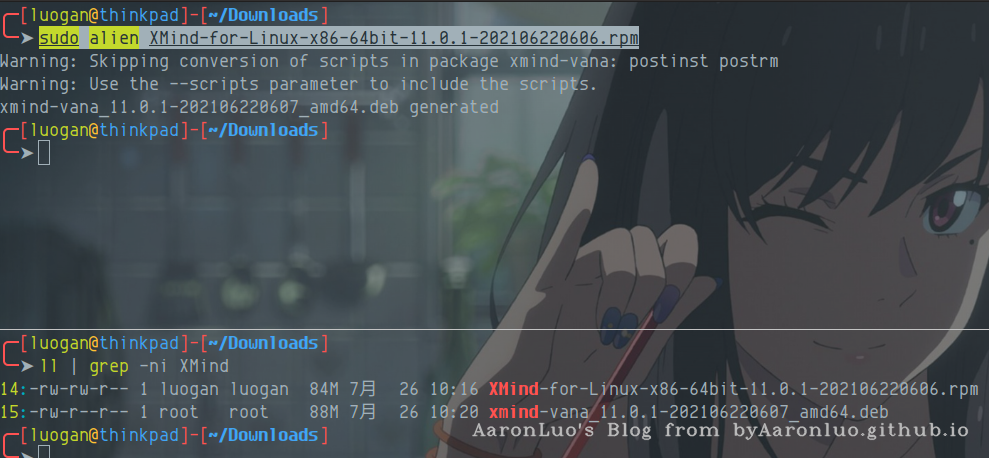 [luogan@thinkpad]-[~/Downloads]
➤ sudo alien XMind-for-Linux-x86-64bit-11.0.1-202106220606.rpm
Warning: Skipping conversion of scripts in package xmind-vana: postinst postrm
Warning: Use the --scripts parameter to include the scripts.
xmind-vana_11.0.1-202106220607_amd64.deb generated
[luogan@thinkpad]-[~/Downloads]
➤
[luogan@thinkpad]-[~/Downloads]
➤ ll | grep -ni XMind
14:-rw-rw-r-- 1 luogan luogan  84M 7月  26 10:16 XMind-for-Linux-x86-64bit-11.0.1-202106220606.rpm
15:-rw-r--r-- 1 root   root    88M 7月  26 10:20 xmind-vana_11.0.1-202106220607_amd64.deb
AaronLuo's Blog from byAaronluo.github.io
[luogan@thinkpad]-[~/Downloads]
➤